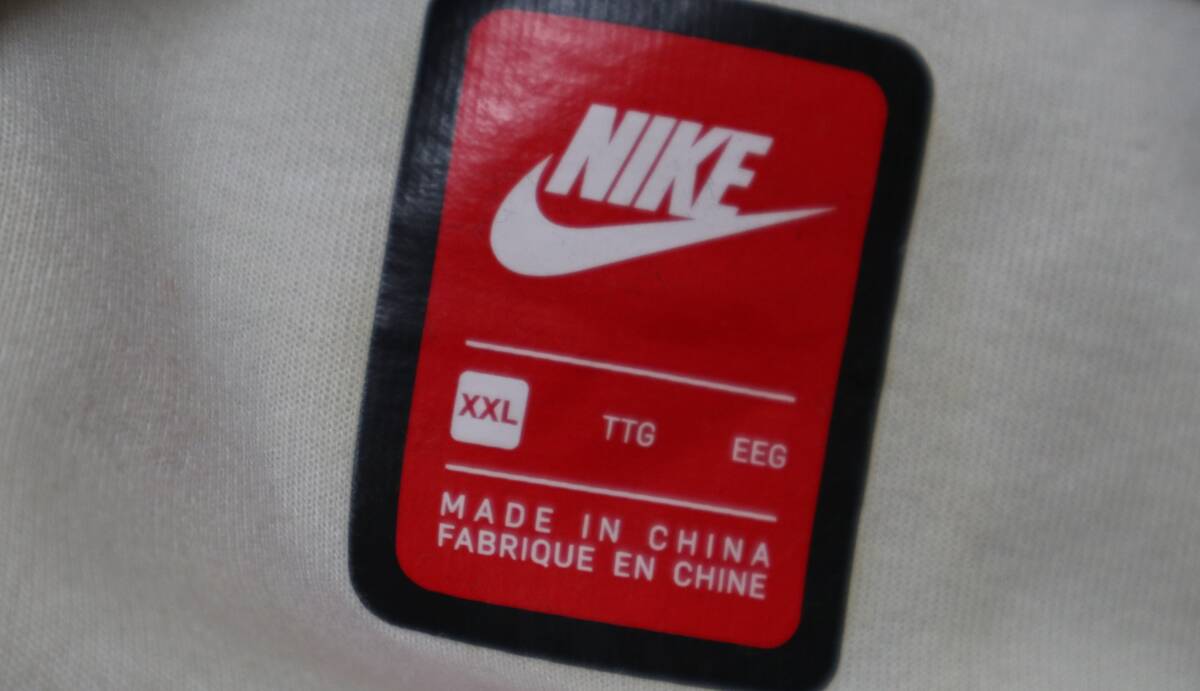 NIKE
XXL TTG EEG
MADE IN CHINA
FABRIQUE EN CHINE